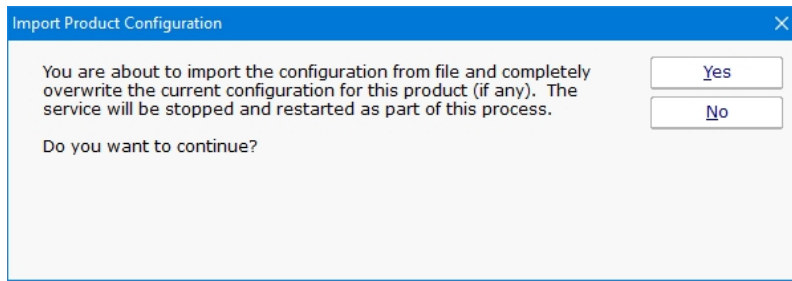 Import Product Configuration
You are about to import the configuration from file and completely
overwrite the current configuration for this product (if any).  The
service will be stopped and restarted as part of this process.
Do you want to continue?
Yes
No